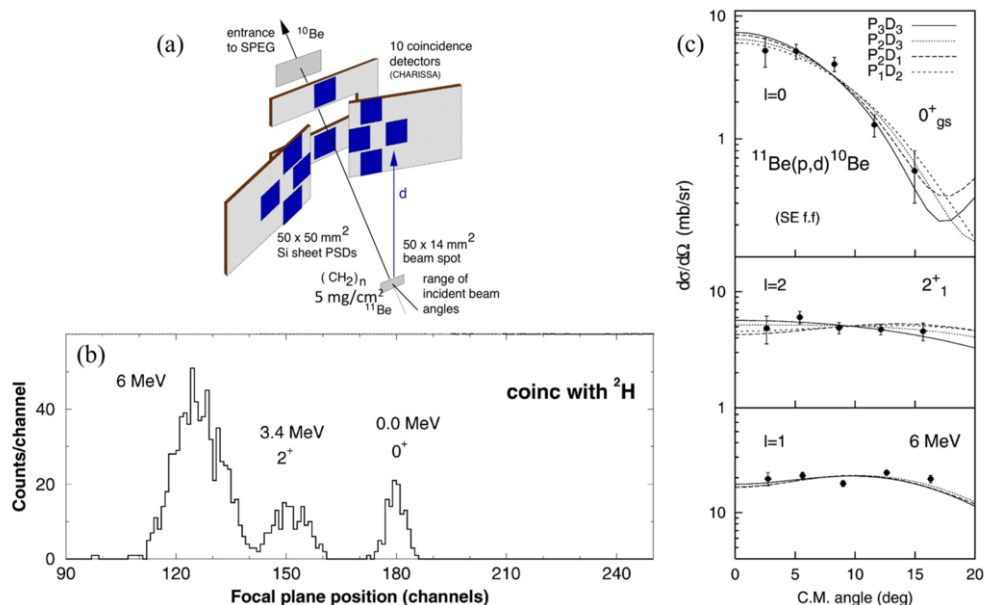 (a)
entrance
to SPEG
10Be
10 coincidence
detectors
(CHARISSA)
d
50 x 50 mm2
Si sheet PSDs
50 x 14 mm2
beam spot
(CH2)n
5 mg/cm2
11Be
range of
incident beam
angles
(b)
6 MeV
coinc with 2H
3.4 MeV
2+
0.0 MeV
0+
Counts/channel
40
20
0
90 120 150 180 210 240
Focal plane position (channels)
(c)
10
P3D3
P2D3
P2D1
P1D2
l=0
0+gs
1
11Be(p,d)10Be
(SE f.f)
dσ/dΩ (mb/sr)
l=2
2+1
10
1
l=1
6 MeV
10
0 5 10 15 20
C.M. angle (deg)